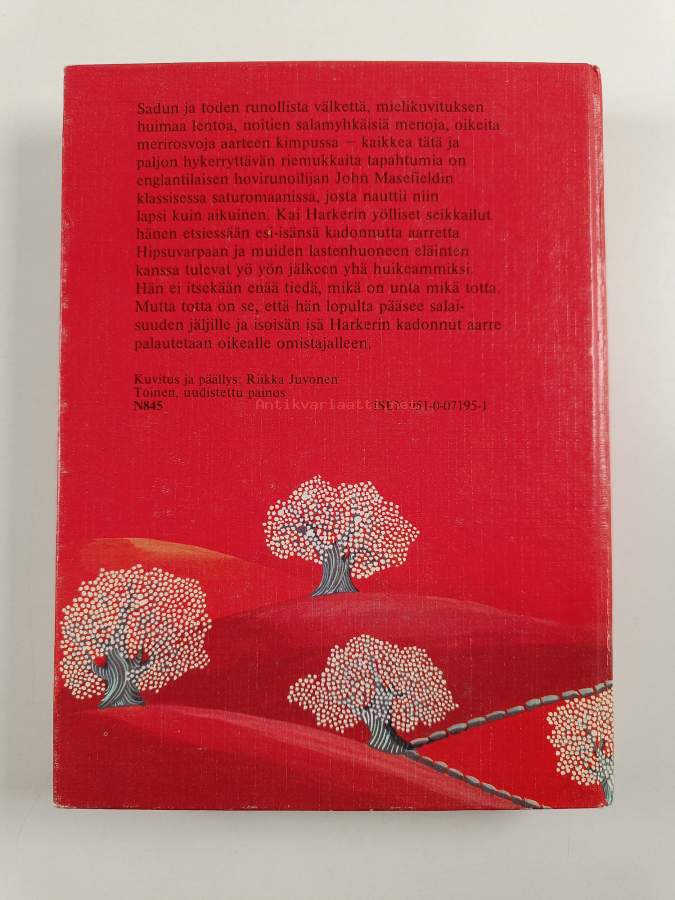 Sadun ja toden runollista välkettä, mielikuvituksen
huimaa lentoa, noitien salamyhkäisiä menoja, oikeita
merirosvoja aarteen kimpussa — kaikkea tätä ja
paljon hykerryttävän riemukkaita tapahtumia on
englantilaisen hovirunoilijan John Masefieldin
klassisessa saturomaanissa, josta nauttii niin
lapsi kuin aikuinen. Kai Harkerin yölliset seikkailut
hänen etsiessään esi-isänsä kadonnutta aarretta
Hipsuvarpaan ja muiden lastenhuoneen eläinten
kanssa tulevat yö yön jälkeen yhä huikeammiksi.
Hän ei itsekään enää tiedä, mikä on unta mikä totta.
Mutta totta on se, että hän lopulta pääsee salai-
suuden jäljille ja isoisän isä Harkerin kadonnut aarre
palautetaan oikealle omistajalleen.
Kuvitus ja päällys: Riikka Juvonen
Toinen, uudistettu painos
N845 ISBN 951-0-07195-1